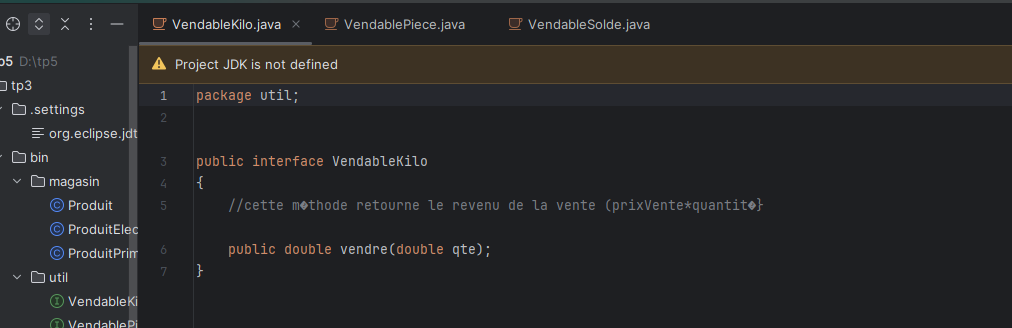 VendableKilo.java
VendablePiece.java
VendableSolde.java
p5 D:\tp5
Project JDK is not defined
tp3
.settings
org.eclipse.jdt
bin
magasin
Produit
ProduitElec
ProduitPrim
util
VendableKi
VendablePi
1 package util;
2
3 public interface VendableKilo
4 {
5 //cette m�thode retourne le revenu de la vente (prixVente*quantit�}
6 public double vendre(double qte);
7 }